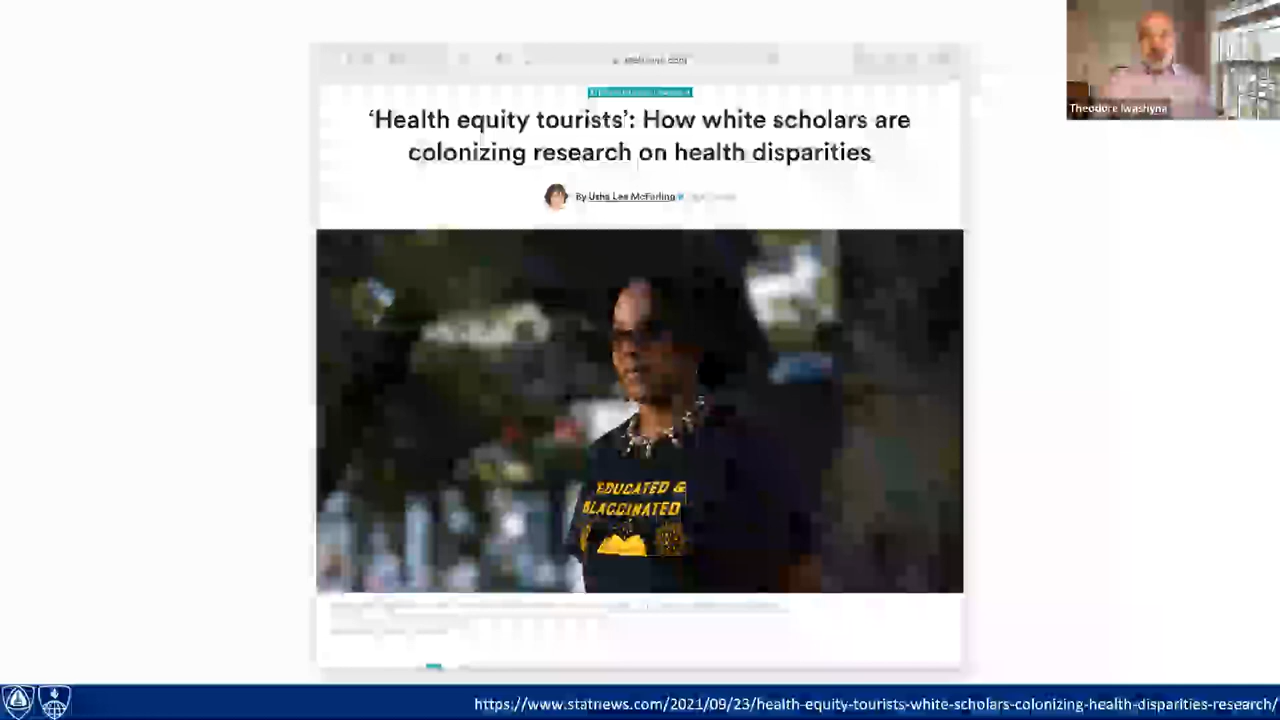 Theodore Iwashyna
'Health equity tourists': How white scholars are
colonizing research on health disparities
By Usha Lee McFarling
EDUCATED &
BLACCINATED
https://www.statnews.com/2021/09/23/health-equity-tourists-white-scholars-colonizing-health-disparities-research/